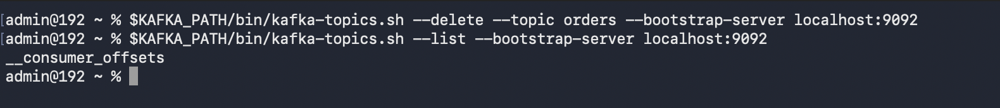 [admin@192 ~ % $KAFKA_PATH/bin/kafka-topics.sh --delete --topic orders --bootstrap-server localhost:9092
[admin@192 ~ % $KAFKA_PATH/bin/kafka-topics.sh --list --bootstrap-server localhost:9092
__consumer_offsets
admin@192 ~ %